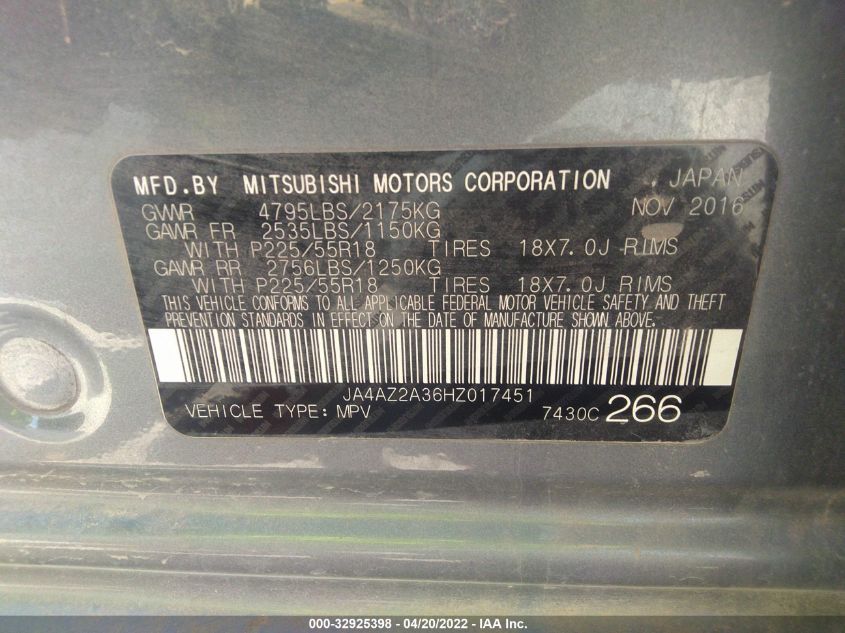 MFD.BY MITSUBISHI MOTORS CORPORATION . JAPAN
GVWR 4795LBS/2175KG NOV 2016
GAWR FR 2535LBS/1150KG
WITH P225/55R18 TIRES 18X7.0J RIMS
GAWR RR 2756LBS/1250KG
WITH P225/55R18 TIRES 18X7.0J RIMS
THIS VEHICLE CONFORMS TO ALL APPLICABLE FEDERAL MOTOR VEHICLE SAFETY AND THEFT
PREVENTION STANDARDS IN EFFECT ON THE DATE OF MANUFACTURE SHOWN ABOVE.
JA4AZ2A36HZ017451
VEHICLE TYPE: MPV 7430C 266
000-32925398 - 04/20/2022 - IAA Inc.